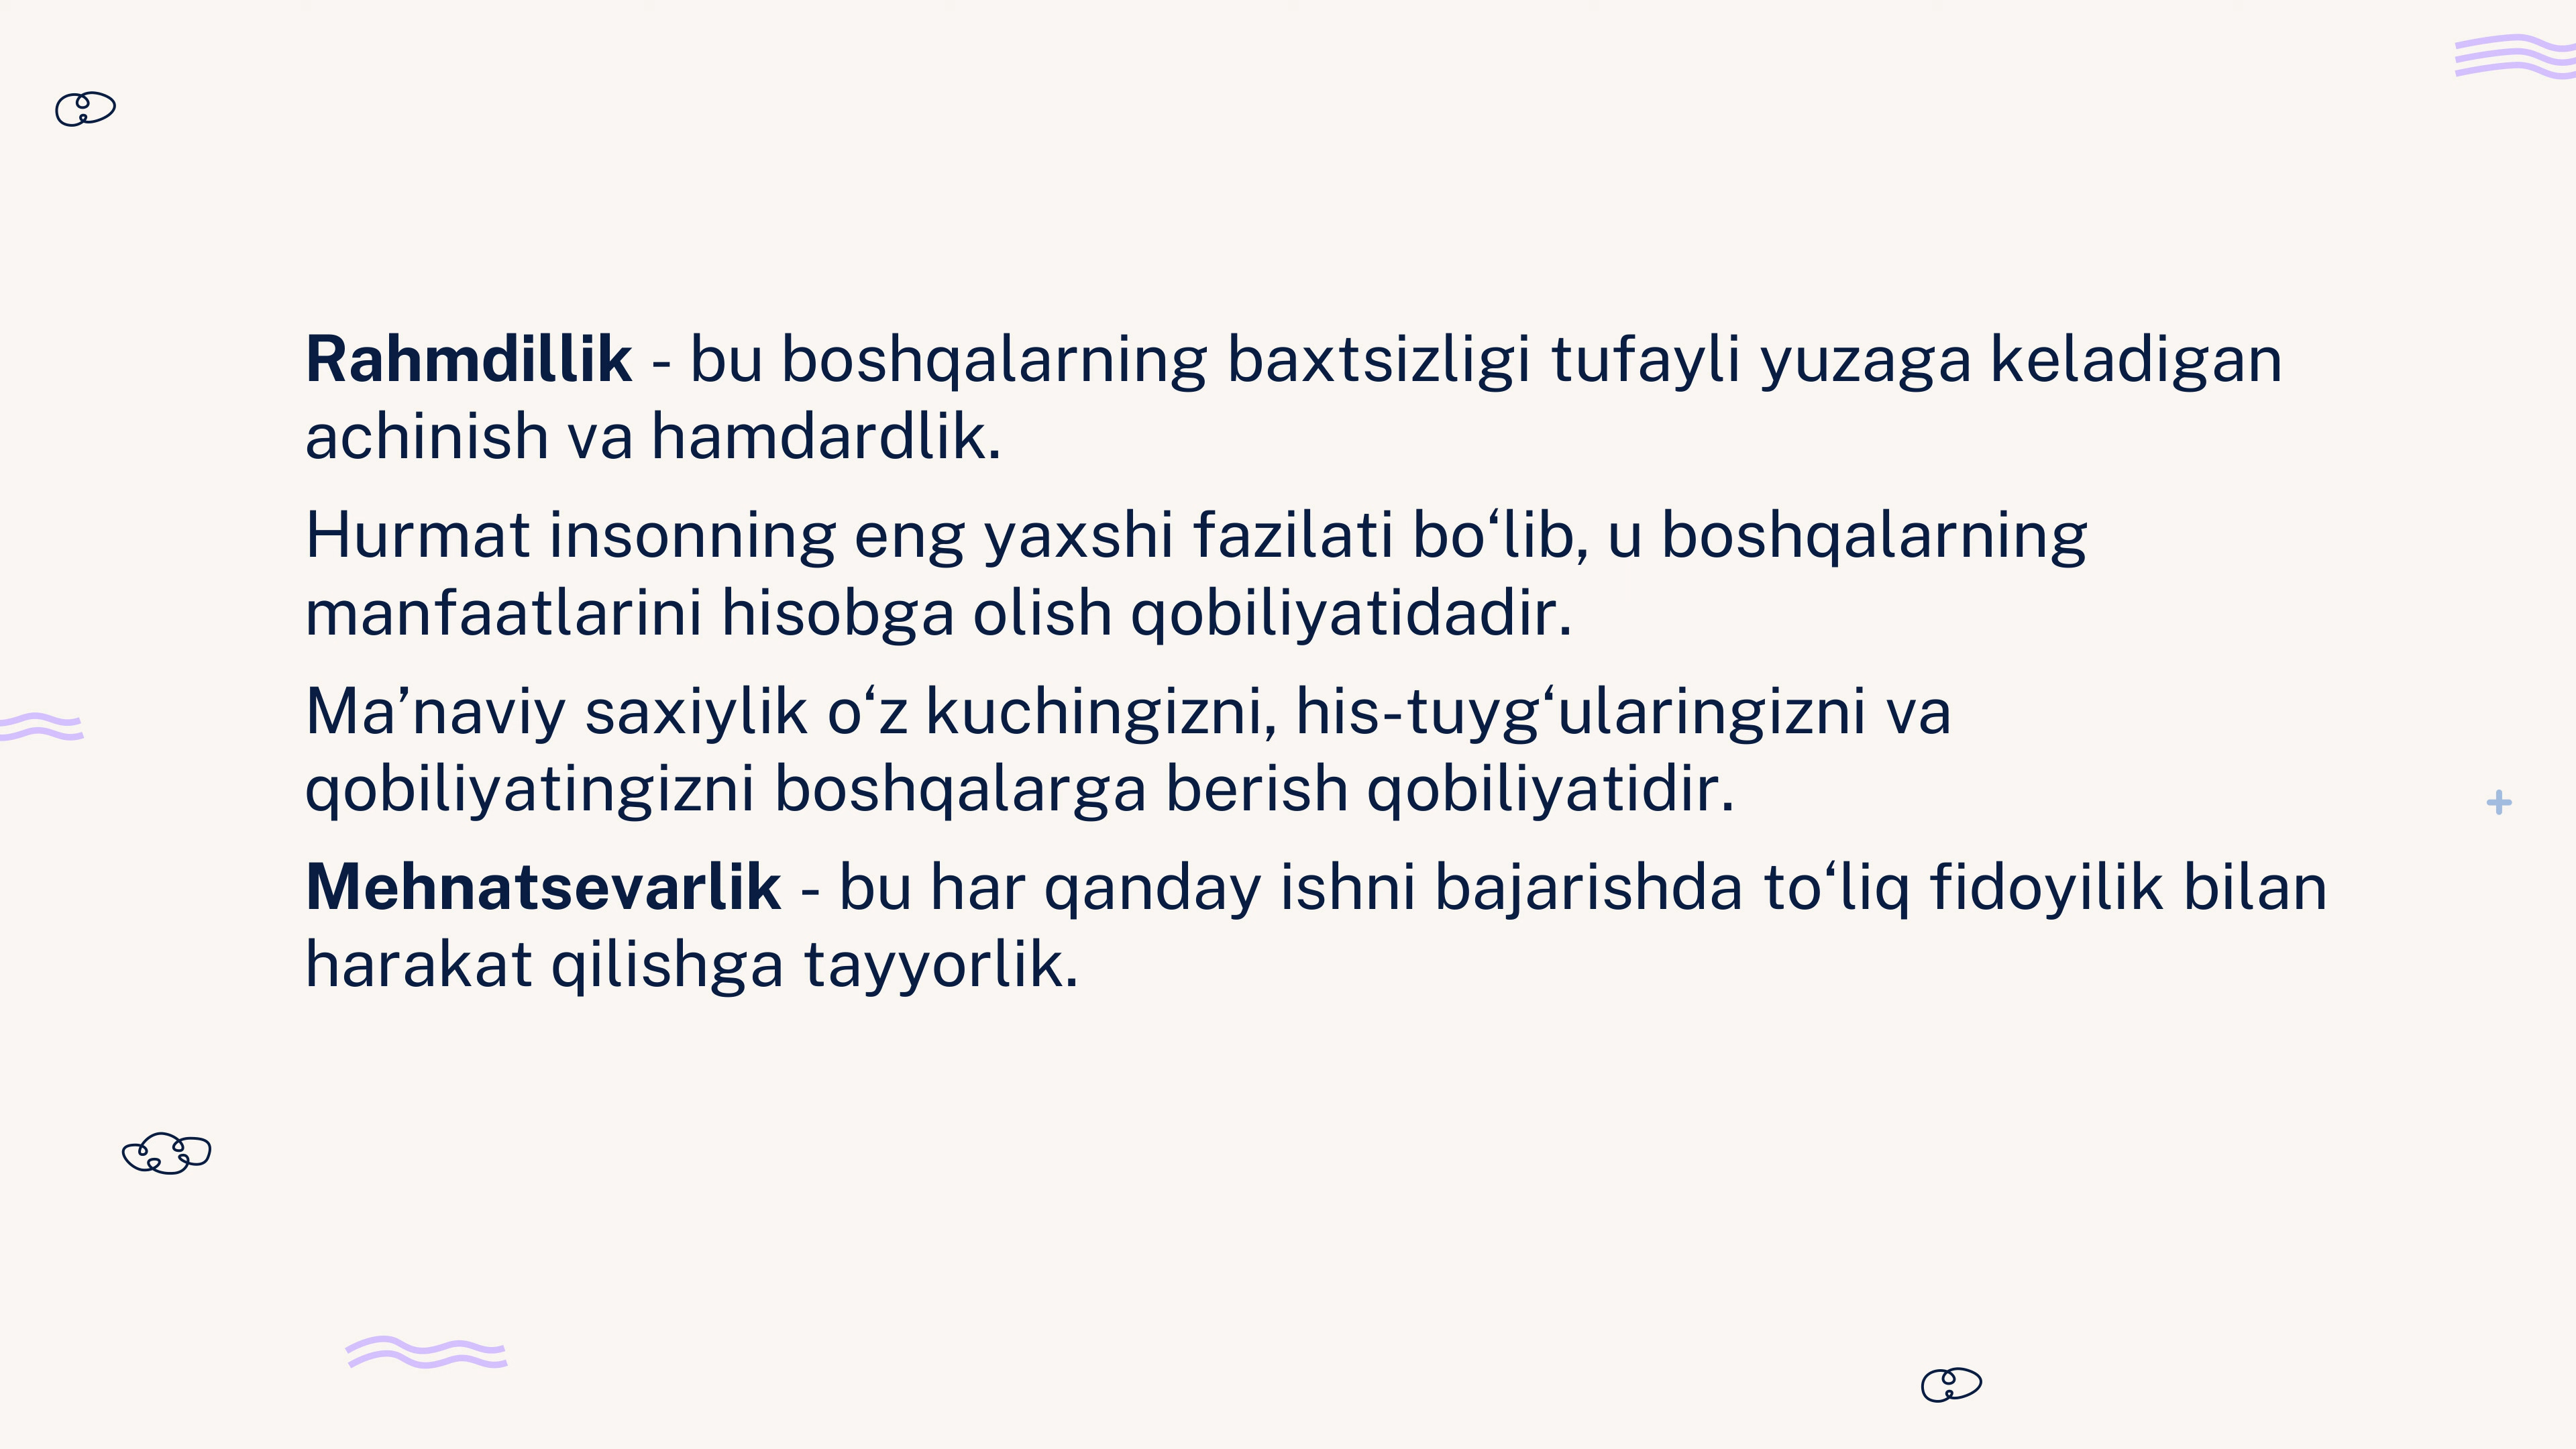 Rahmdillik - bu boshqalarning baxtsizligi tufayli yuzaga keladigan
achinish va hamdardlik.
Hurmat insonning eng yaxshi fazilati bo‘lib, u boshqalarning
manfaatlarini hisobga olish qobiliyatidadir.
Ma’naviy saxiylik o‘z kuchingizni, his-tuyg‘ularingizni va
qobiliyatingizni boshqalarga berish qobiliyatidir.
Mehnatsevarlik - bu har qanday ishni bajarishda to‘liq fidoyilik bilan
harakat qilishga tayyorlik.